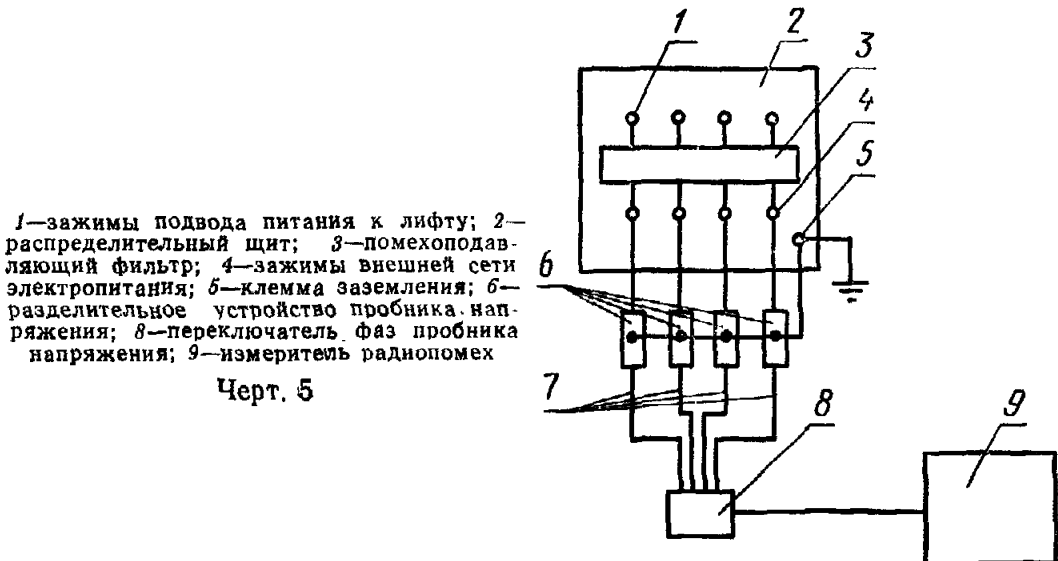 1—зажимы подвода питания к лифту; 2—
распределительный щит; 3—помехоподав-
ляющий фильтр; 4—зажимы внешней сети
электропитания; 5—клемма заземления; 6—
разделительное устройство пробника нап-
ряжения; 8—переключатель фаз пробника
напряжения; 9—измеритель радиопомех
Черт. 5
1
2
3
4
5
6
7
8
9